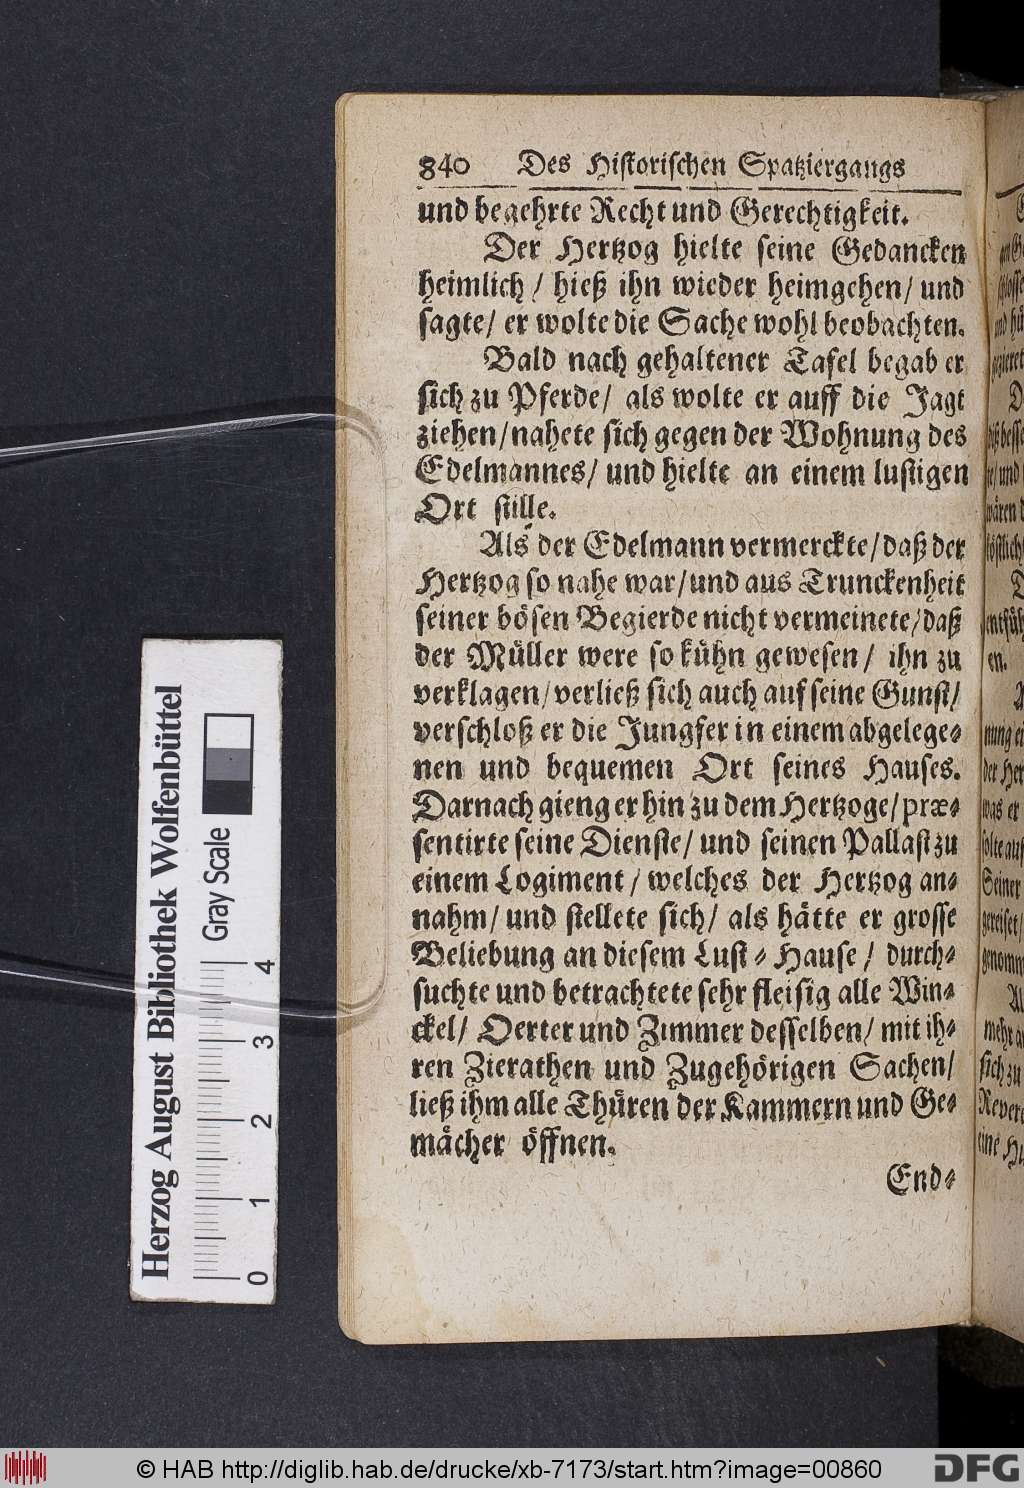 840 Des Historischen Spatziergangs
und begehrte Recht und Gerechtigkeit.
Der Hertzog hielte seine Gedancken
heimlich / hieß ihn wieder heimgehen / und
sagte / er wolte die Sache wohl beobachten.
Bald nach gehaltener Tafel begab er
sich zu Pferde / als wolte er auff die Jagt
ziehen / nahete sich gegen der Wohnung des
Edelmannes / und hielte an einem lustigen
Ort stille.
Als der Edelmann vermerckte / daß der
Hertzog so nahe war / und aus Trunckenheit
seiner bösen Begierde nicht vermeinete / daß
der Müller were so kühn gewesen / ihn zu
verklagen / verließ sich auch auf seine Gunst /
verschloß er die Jungfer in einem abgelege-
nen und bequemen Ort seines Hauses.
Darnach gieng er hin zu dem Hertzoge / præ-
sentirte seine Dienste / und seinen Pallast zu
einem Logiment / welches der Hertzog an-
nahm / und stellete sich / als hätte er grosse
Beliebung an diesem Lust-Hause / durch-
suchte und betrachtete sehr fleisig alle Win-
ckel / Oerter und Zimmer desselben / mit ih-
ren Zierathen und Zugehörigen Sachen /
ließ ihm alle Thüren der Kammern und Ge-
mächer öffnen.
End-
Herzog August Bibliothek Wolfenbüttel
Gray Scale
0 1 2 3 4
© HAB http://diglib.hab.de/drucke/xb-7173/start.htm?image=00860
DFG